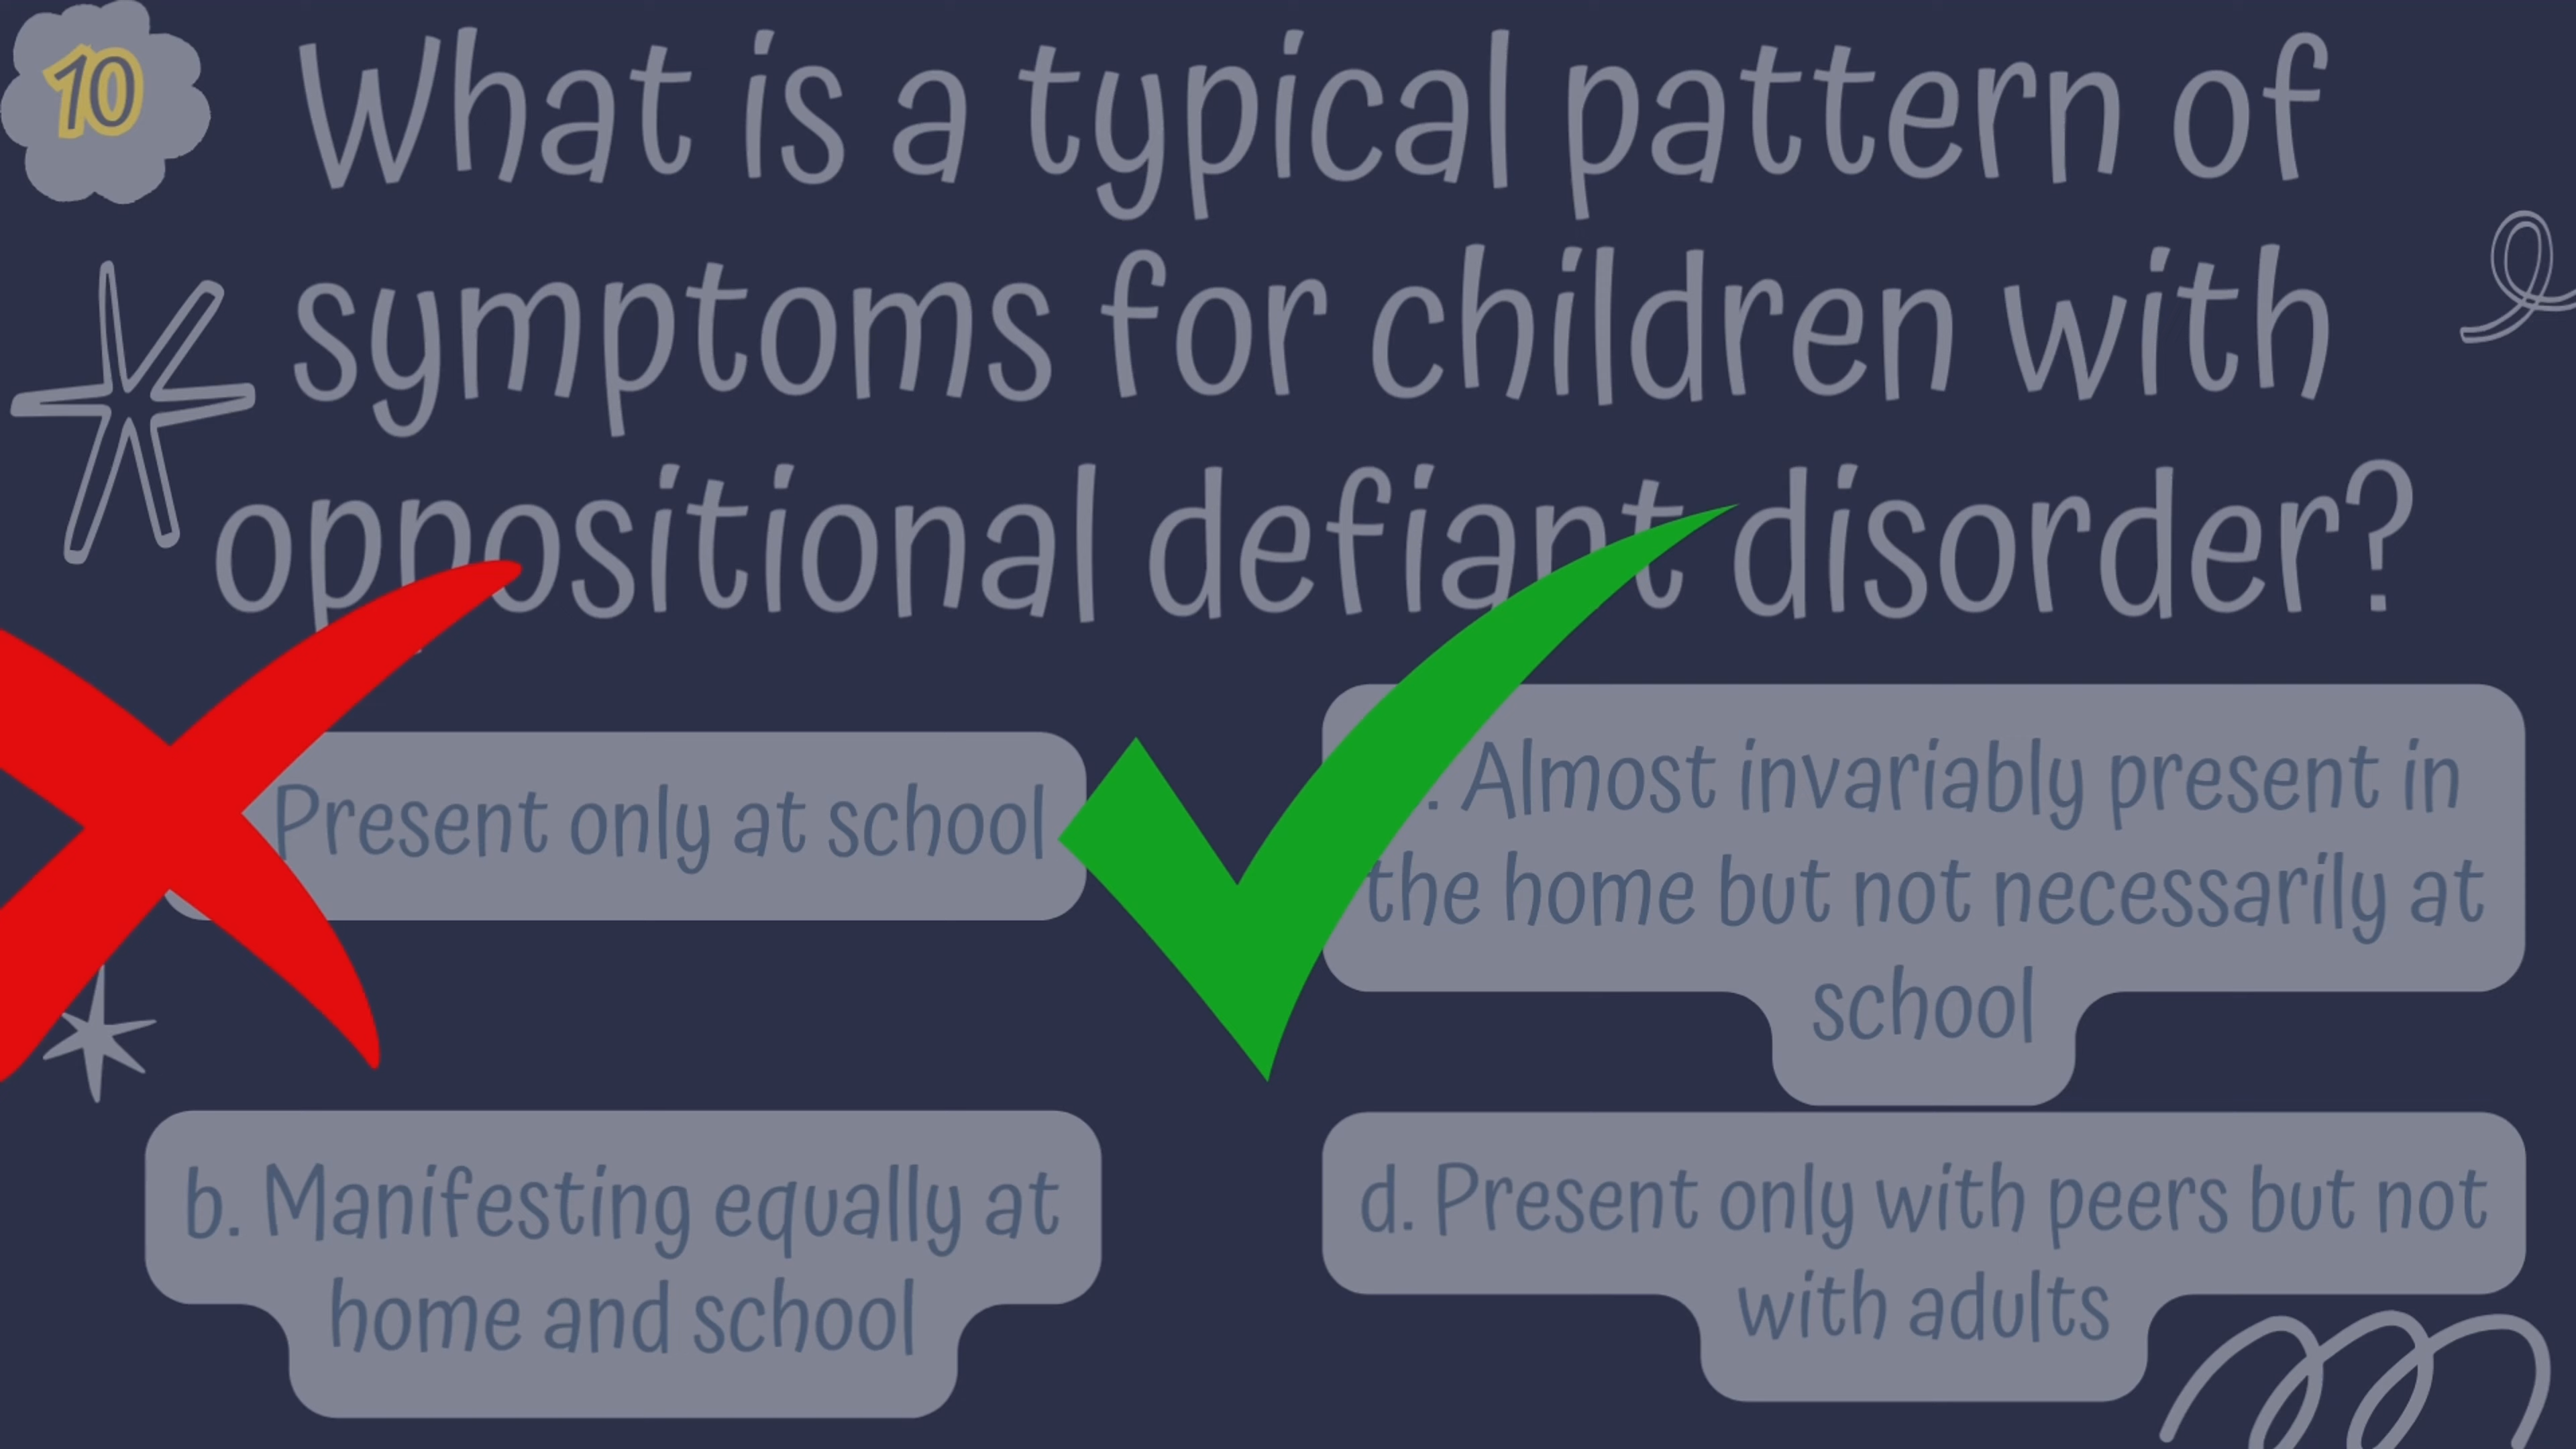 10
What is a typical pattern of
symptoms for children with
oppositional defiant disorder?
Present only at school
. Almost invariably present in
the home but not necessarily at
school
b. Manifesting equally at
home and school
d. Present only with peers but not
with adults